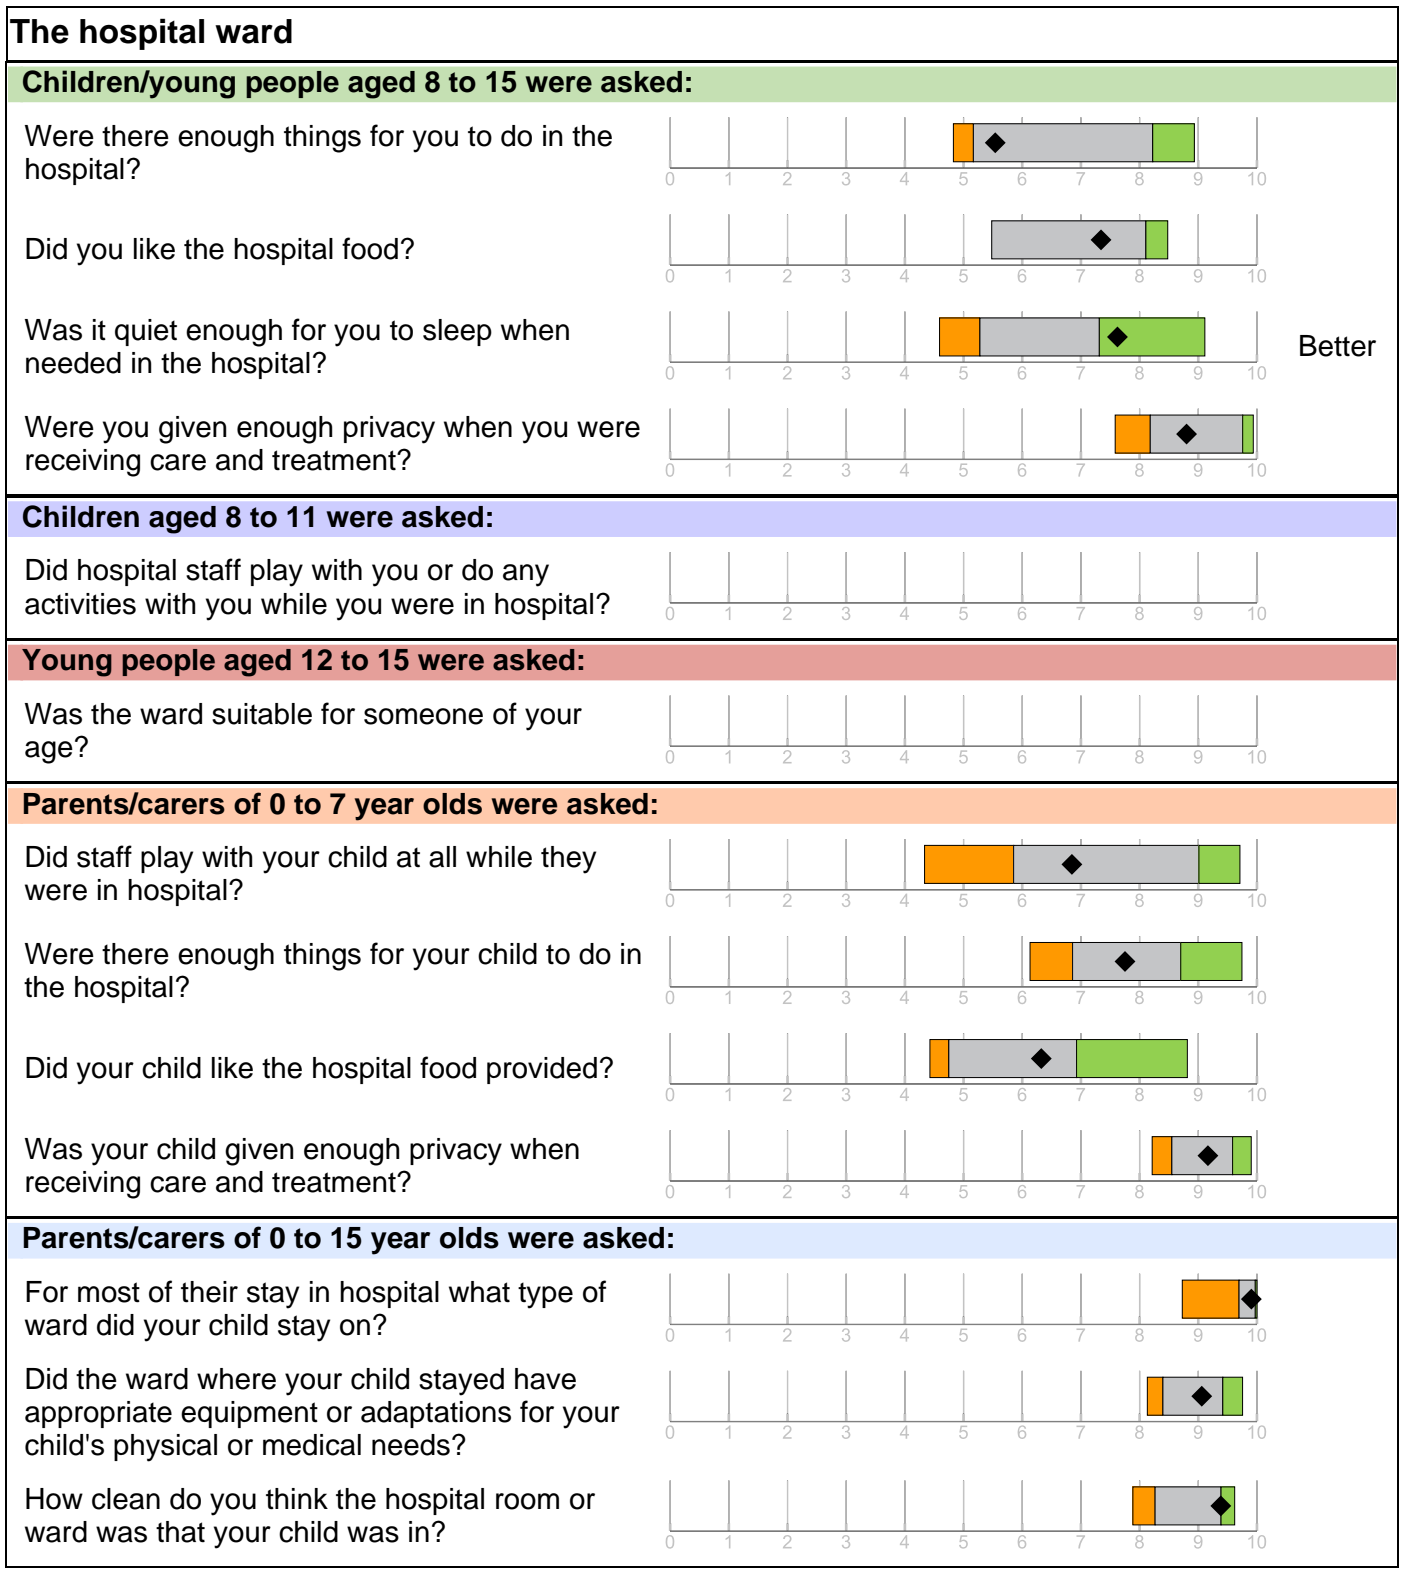 The hospital ward
Children/young people aged 8 to 15 were asked:
Were there enough things for you to do in the
hospital?
0 1 2 3 4 5 6 7 8 9 10
Did you like the hospital food?
0 1 2 3 4 5 6 7 8 9 10
Was it quiet enough for you to sleep when
needed in the hospital?
Better
0 1 2 3 4 5 6 7 8 9 10
Were you given enough privacy when you were
receiving care and treatment?
0 1 2 3 4 5 6 7 8 9 10
Children aged 8 to 11 were asked:
Did hospital staff play with you or do any
activities with you while you were in hospital?
0 1 2 3 4 5 6 7 8 9 10
Young people aged 12 to 15 were asked:
Was the ward suitable for someone of your
age?
0 1 2 3 4 5 6 7 8 9 10
Parents/carers of 0 to 7 year olds were asked:
Did staff play with your child at all while they
were in hospital?
0 1 2 3 4 5 6 7 8 9 10
Were there enough things for your child to do in
the hospital?
0 1 2 3 4 5 6 7 8 9 10
Did your child like the hospital food provided?
0 1 2 3 4 5 6 7 8 9 10
Was your child given enough privacy when
receiving care and treatment?
0 1 2 3 4 5 6 7 8 9 10
Parents/carers of 0 to 15 year olds were asked:
For most of their stay in hospital what type of
ward did your child stay on?
0 1 2 3 4 5 6 7 8 9 10
Did the ward where your child stayed have
appropriate equipment or adaptations for your
child's physical or medical needs?
0 1 2 3 4 5 6 7 8 9 10
How clean do you think the hospital room or
ward was that your child was in?
0 1 2 3 4 5 6 7 8 9 10